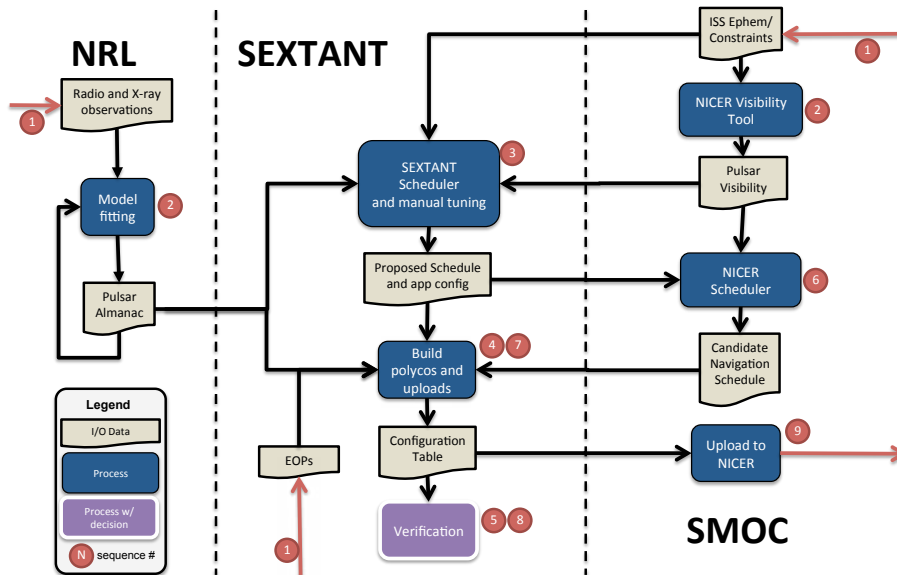 NRL
SEXTANT
ISS Ephem/
Constraints
1
Radio and X-ray
observations
1
NICER Visibility
Tool
2
SEXTANT
Scheduler
and manual tuning
3
Pulsar
Visibility
Model
fitting
2
Proposed Schedule
and app config
NICER
Scheduler
6
Pulsar
Almanac
Build
polycos and
uploads
4
7
Candidate
Navigation
Schedule
Legend
I/O Data
Process
Process w/
decision
N sequence #
EOPs
1
Configuration
Table
Upload to
NICER
9
Verification
5
8
SMOC